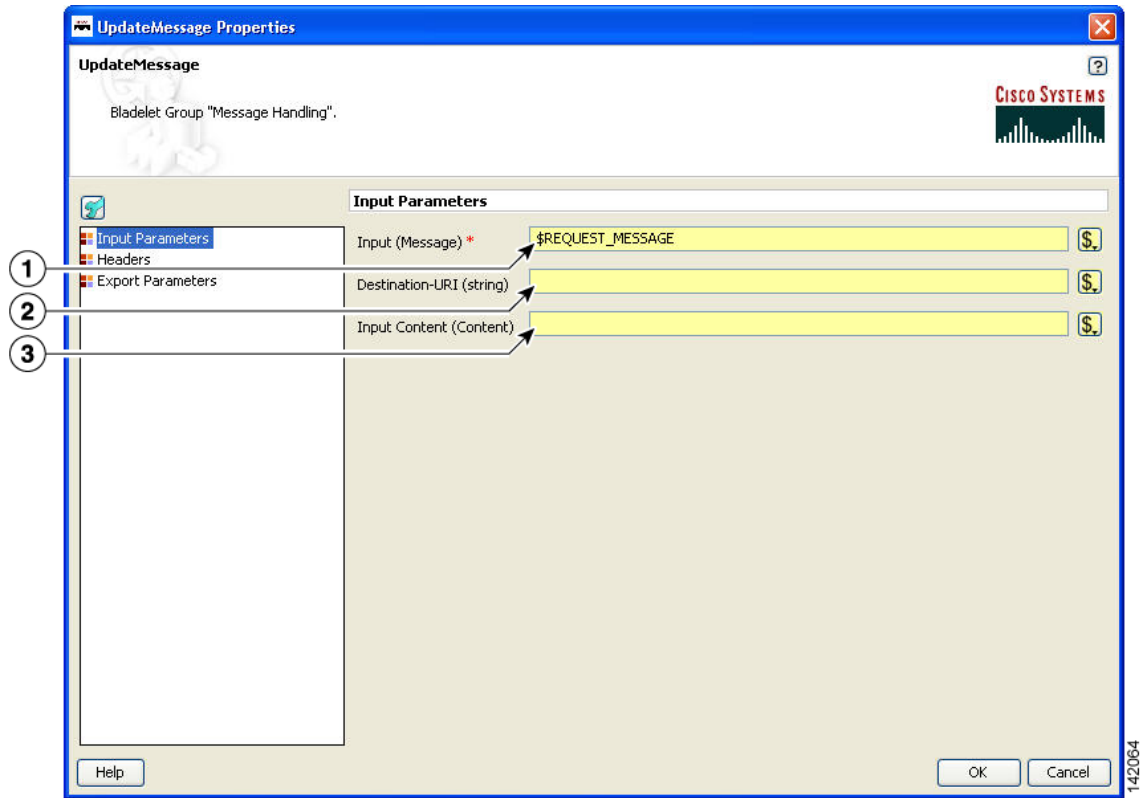 UpdateMessage Properties
UpdateMessage
?
Bladelet Group "Message Handling".
CISCO SYSTEMS
Input Parameters
Headers
Export Parameters
Input Parameters
Input (Message) * $REQUEST_MESSAGE $
Destination-URI (string) $
Input Content (Content) $
1
2
3
Help
OK
Cancel
142064